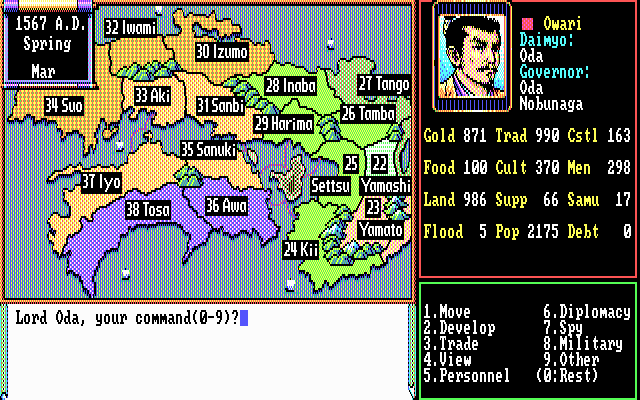 1567 A.D.
Spring
Mar
32 Iwami
30 Izumo
33 Aki
34 Suo
31 Sanbi
28 Inaba
27 Tango
29 Harima
26 Tamba
35 Sanuki
25
Settsu
22
Yamashi
37 Iyo
38 Tosa
36 Awa
23
Yamato
24 Kii
Owari
Daimyo:
Oda
Governor:
Oda
Nobunaga
Gold 871 Trad 990 Cstl 163
Food 100 Cult 370 Men 298
Land 986 Supp 66 Samu 17
Flood 5 Pop 2175 Debt 0
Lord Oda, your command(0-9)?
1.Move 6.Diplomacy
2.Develop 7.Spy
3.Trade 8.Military
4.View 9.Other
5.Personnel (0:Rest)